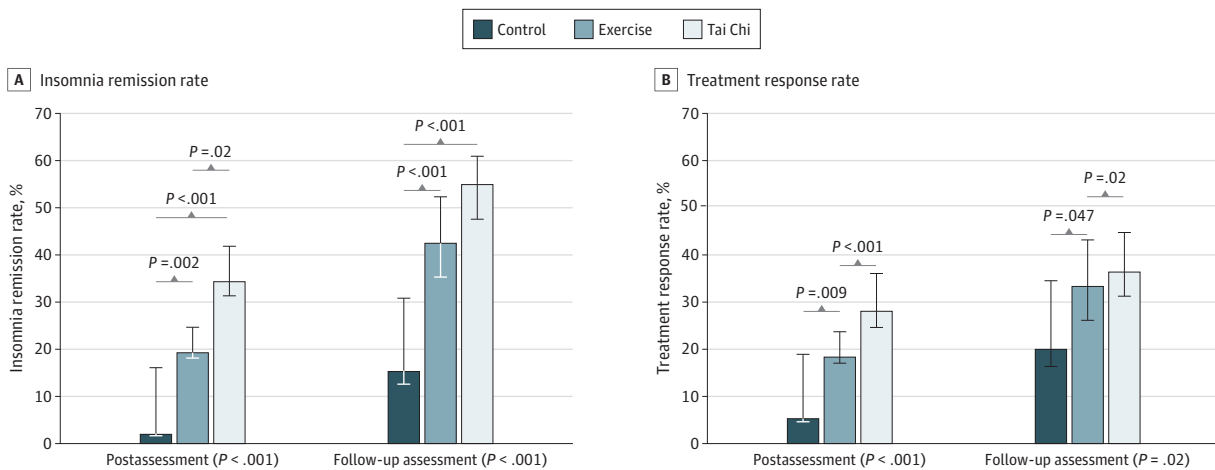 Control Exercise Tai Chi
A Insomnia remission rate
70
60
50
40
30
20
10
0
Insomnia remission rate, %
P =.002
P <.001
P =.02
P <.001
P <.001
Postassessment (P < .001)
Follow-up assessment (P < .001)
B Treatment response rate
70
60
50
40
30
20
10
0
Treatment response rate, %
P =.009
P <.001
P =.047
P =.02
Postassessment (P < .001)
Follow-up assessment (P = .02)